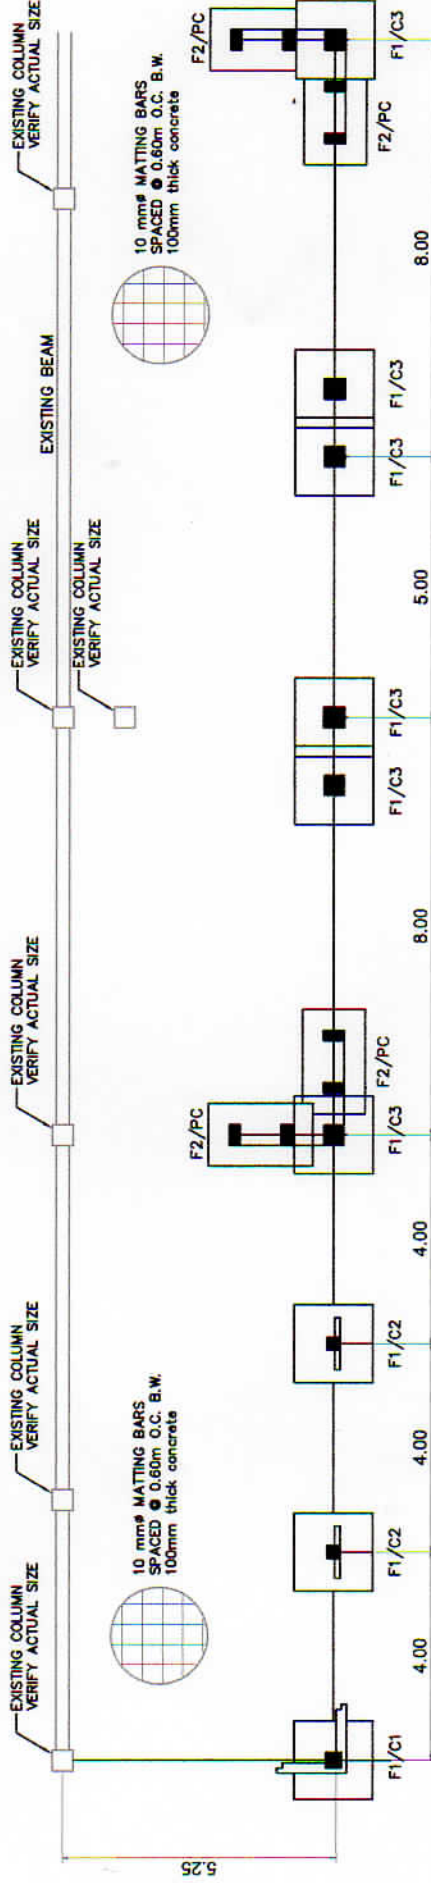 EXISTING COLUMN
VERIFY ACTUAL SIZE
EXISTING COLUMN
VERIFY ACTUAL SIZE
EXISTING COLUMN
VERIFY ACTUAL SIZE
EXISTING COLUMN
VERIFY ACTUAL SIZE
EXISTING COLUMN
VERIFY ACTUAL SIZE
EXISTING BEAM
EXISTING COLUMN
VERIFY ACTUAL SIZE
10 mmø MATTING BARS
SPACED @ 0.60m O.C. B.W.
100mm thick concrete
10 mmø MATTING BARS
SPACED @ 0.60m O.C. B.W.
100mm thick concrete
5.25
F2/PC
F2/PC
F2/PC
F2/PC
F1/C1
F1/C2
F1/C2
F1/C3
F1/C3
F1/C3
F1/C3
F1/C3
F1/C3
4.00
4.00
4.00
8.00
5.00
8.00